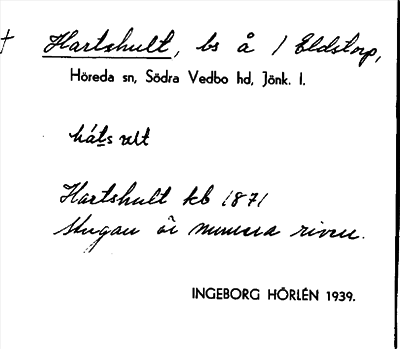 † Hartshult, bs å / Eldstorp,
Höreda sn, Södra Vedbo hd, Jönk. l.
Hartshult kb 1871
stugan är numera riven.
INGEBORG HÖRLÉN 1939.